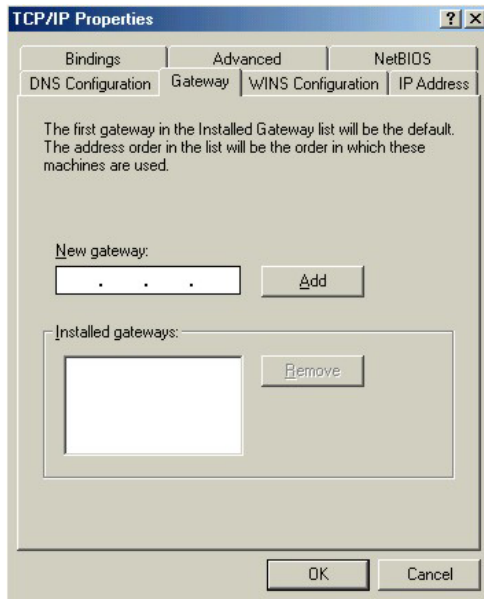 TCP/IP Properties
Bindings Advanced NetBIOS
DNS Configuration Gateway WINS Configuration IP Address
The first gateway in the Installed Gateway list will be the default.
The address order in the list will be the order in which these
machines are used.
New gateway:
. . .
Add
Installed gateways:
Remove
OK Cancel